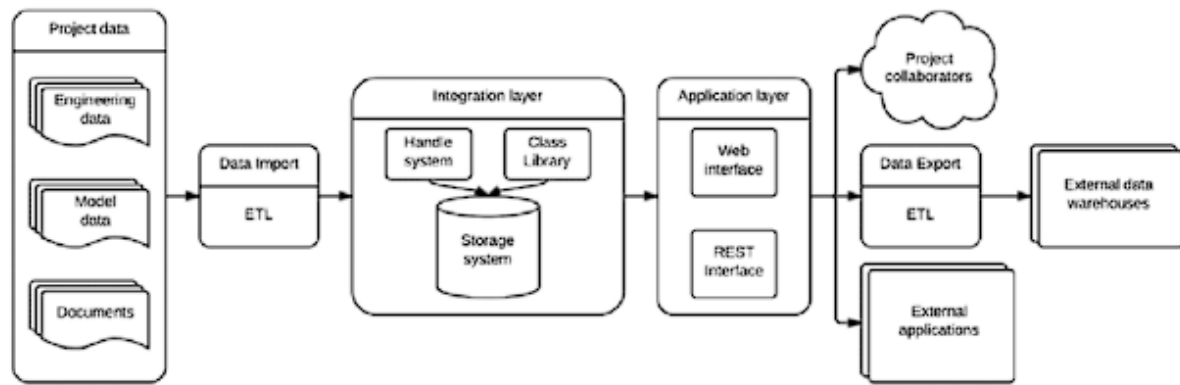 Project data
Engineering
data
Model
data
Documents
Data Import
ETL
Integration layer
Handle
system
Class
Library
Storage
system
Application layer
Web
interface
REST
Interface
Project
collaborators
Data Export
ETL
External data
warehouses
External
applications